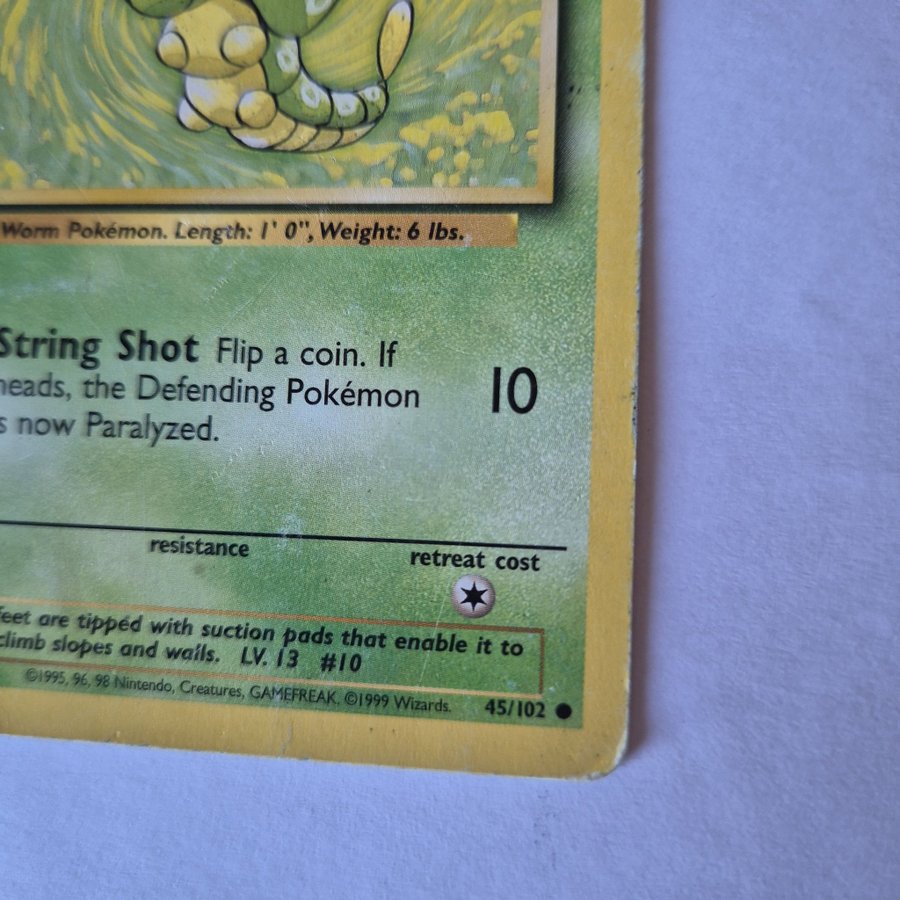 Worm Pokémon. Length: 1' 0", Weight: 6 lbs.
String Shot Flip a coin. If
heads, the Defending Pokémon
s now Paralyzed.
10
resistance
retreat cost
feet are tipped with suction pads that enable it to
climb slopes and walls. LV. 13 #10
©1995, 96, 98 Nintendo, Creatures, GAMEFREAK. ©1999 Wizards. 45/102